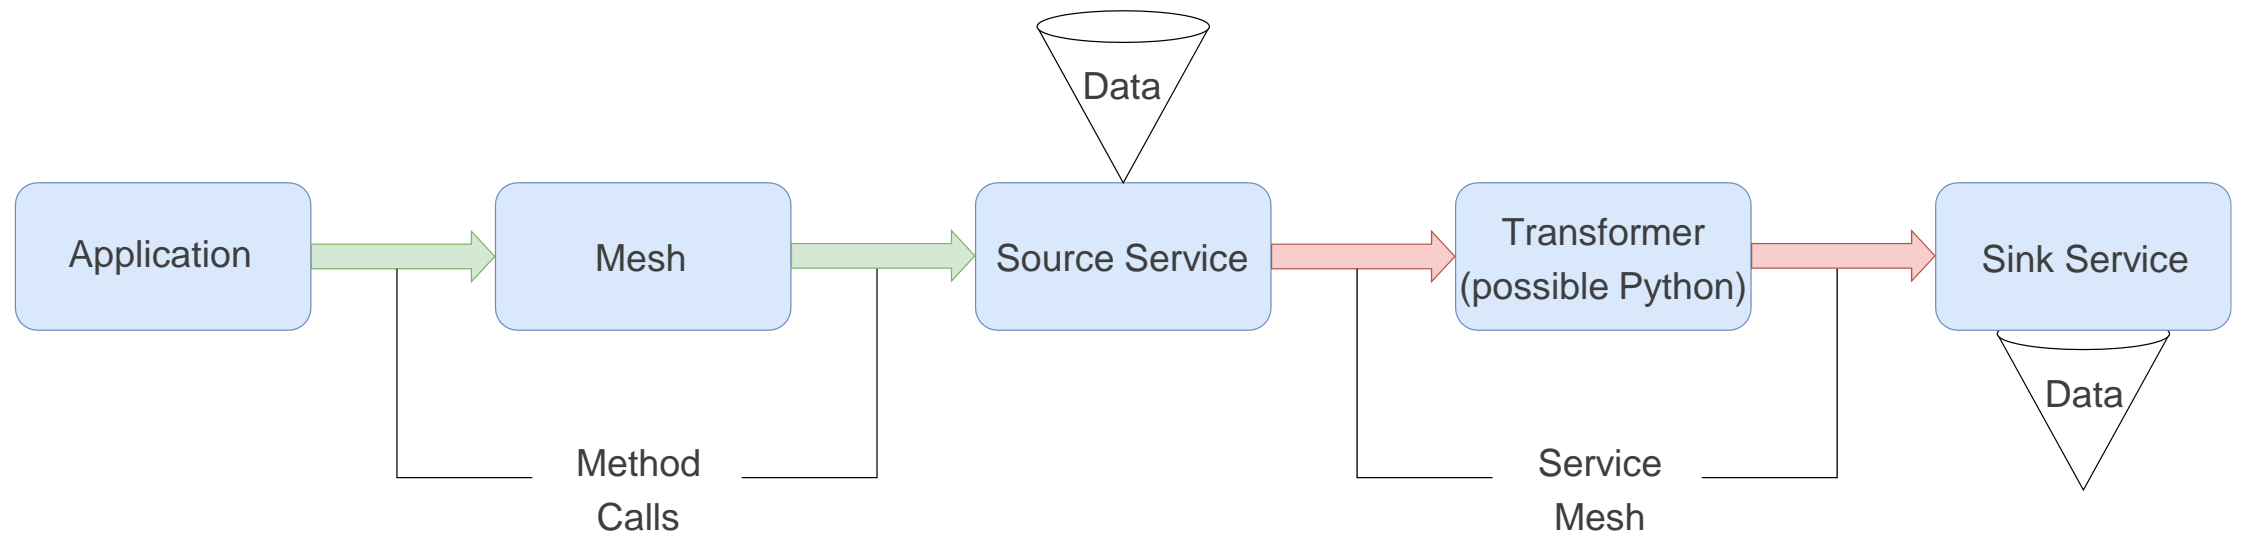 Data
Application
Mesh
Source Service
Transformer
(possible Python)
Sink Service
Data
Method
Calls
Service
Mesh